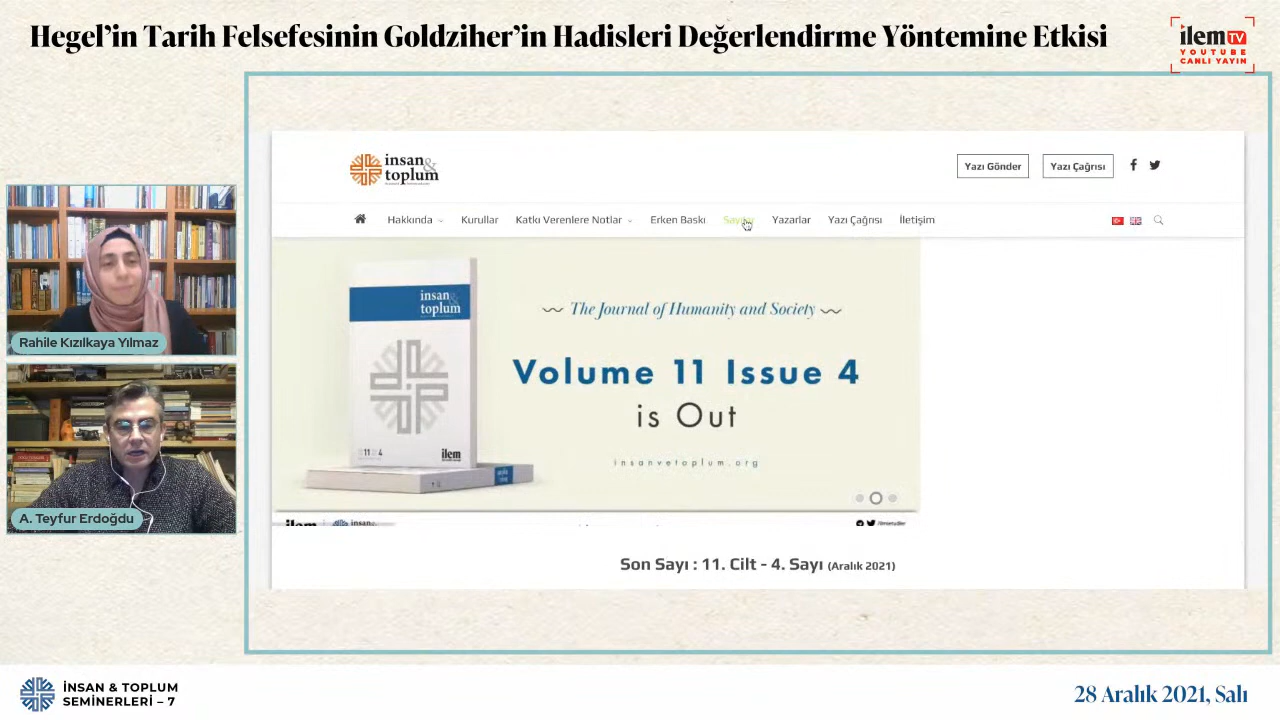 Hegel’in Tarih Felsefesinin Goldziher’in Hadisleri Değerlendirme Yöntemine Etkisi
ilem TV
YOUTUBE
CANLI YAYIN
insan &
toplum
Yazı Gönder
Yazı Çağrısı
Hakkında
Kurullar
Katkı Verenlere Notlar
Erken Baskı
Sayılar
Yazarlar
Yazı Çağrısı
İletişim
insan &
toplum
11 4
ilem
The Journal of Humanity and Society
Volume 11 Issue 4
is Out
insanvetoplum.org
Son Sayı : 11. Cilt - 4. Sayı (Aralık 2021)
Rahile Kızılkaya Yılmaz
A. Teyfur Erdoğdu
İNSAN & TOPLUM
SEMİNERLERİ – 7
28 Aralık 2021, Salı